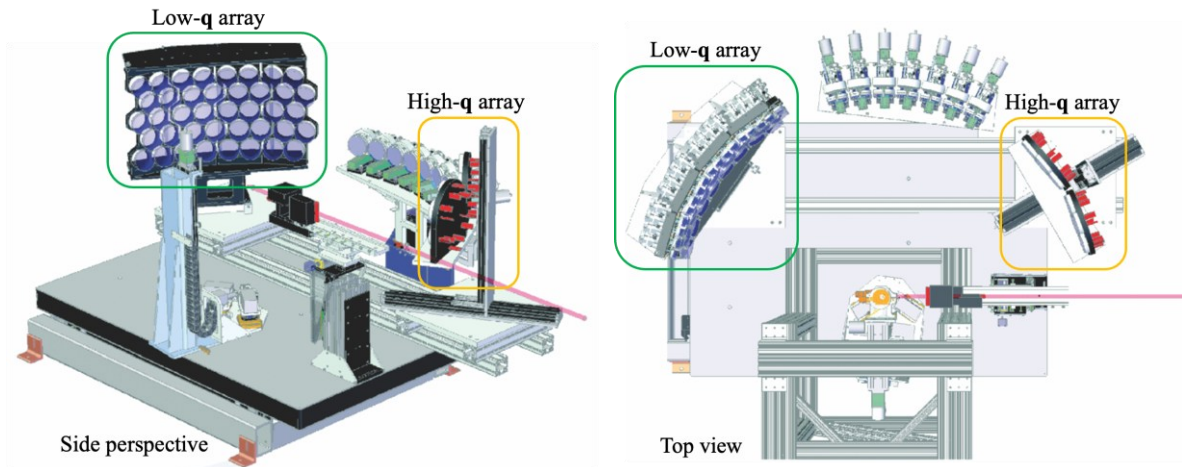 Low-q array
High-q array
Side perspective
Low-q array
High-q array
Top view